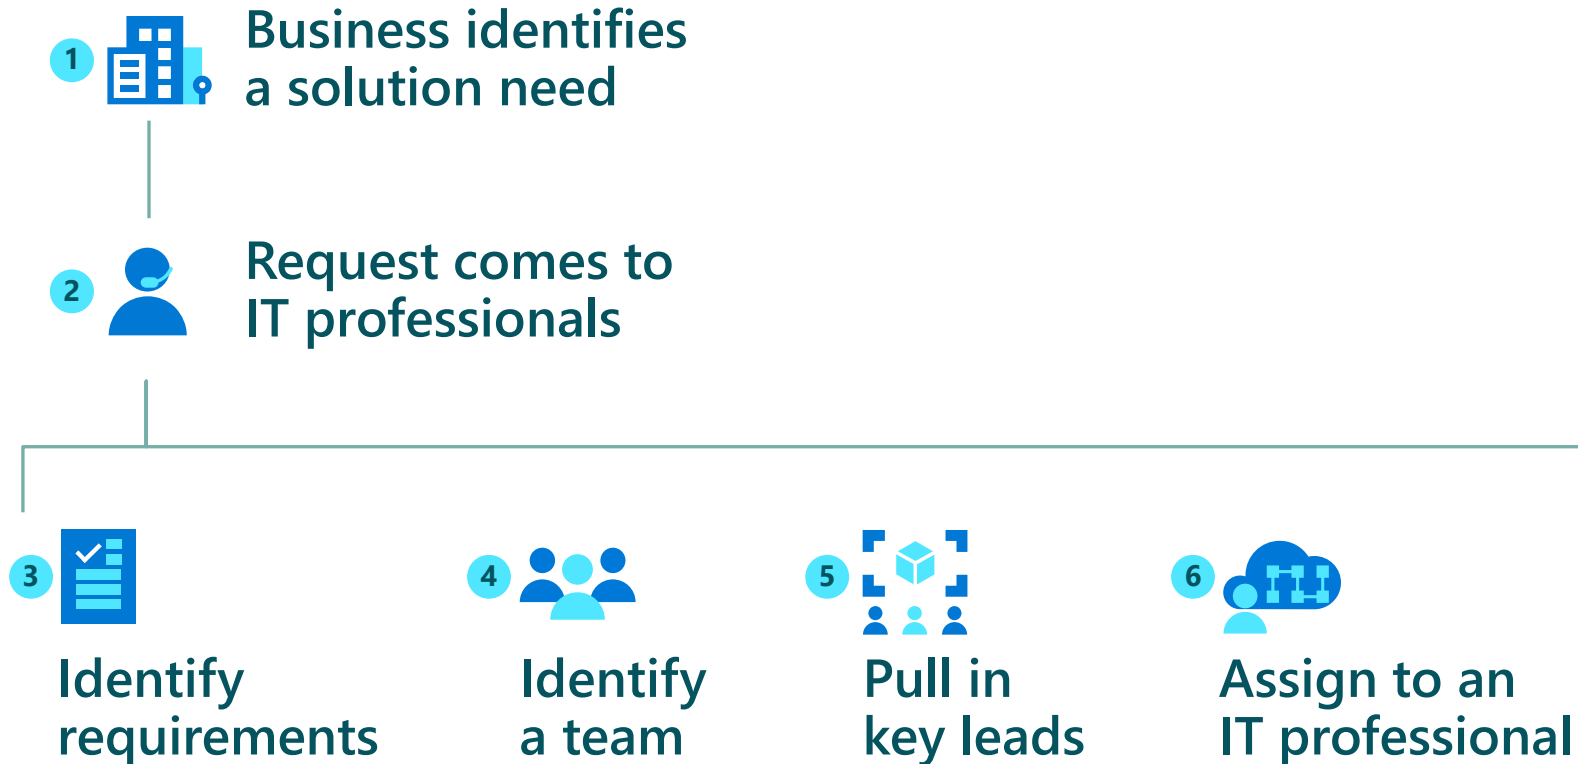 1
Business identifies
a solution need
2
Request comes to
IT professionals
3
Identify
requirements
4
Identify
a team
5
Pull in
key leads
6
Assign to an
IT professional